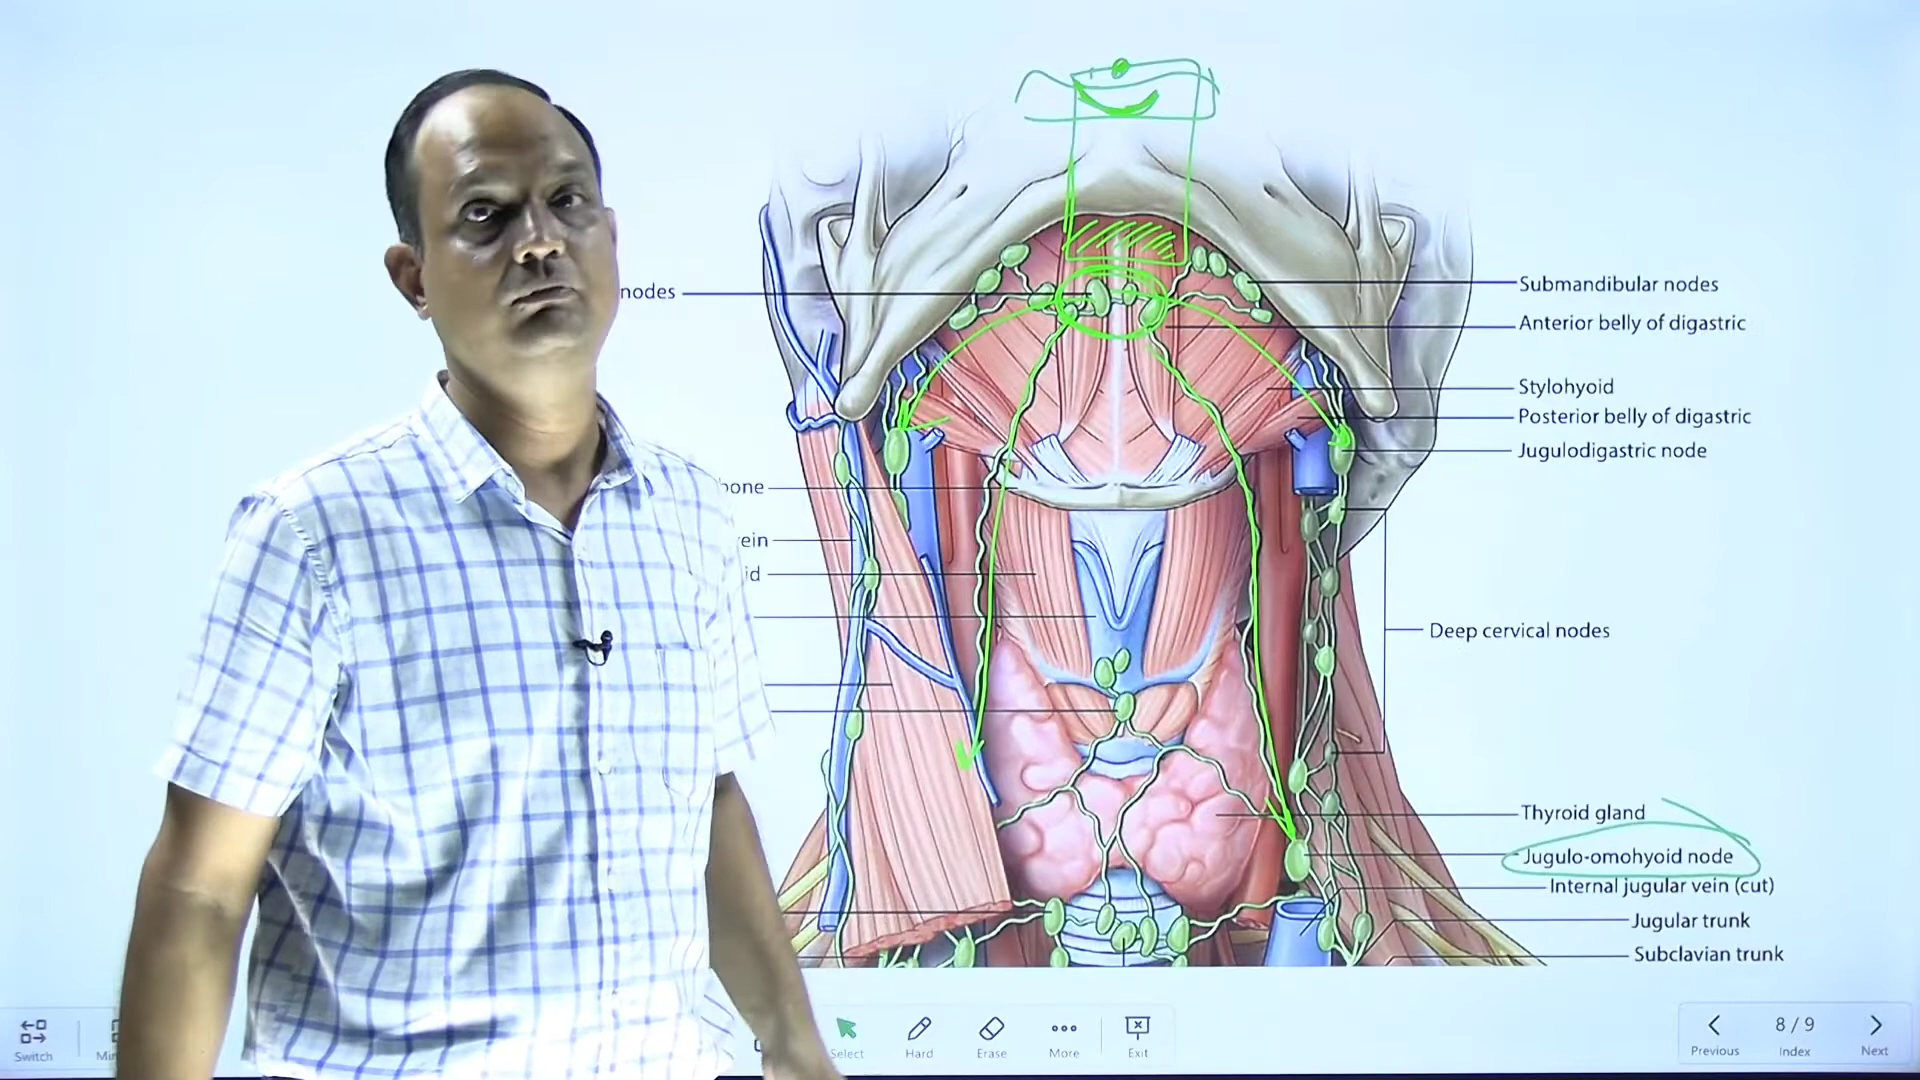 nodes
Submandibular nodes
Anterior belly of digastric
Stylohyoid
Posterior belly of digastric
Jugulodigastric node
bone
vein
id
Deep cervical nodes
Thyroid gland
Jugulo-omohyoid node
Internal jugular vein (cut)
Jugular trunk
Subclavian trunk
Switch
Select
Hard
Erase
More
Exit
Previous
8 / 9
Index
Next